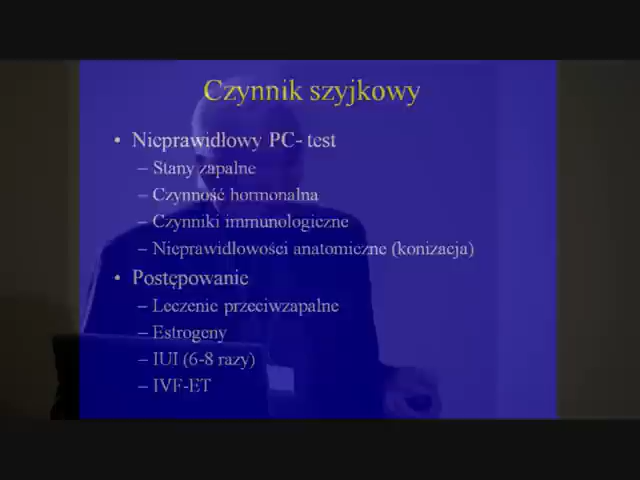 Czynnik szyjkowy
• Nieprawidłowy PC- test
– Stany zapalne
– Czynność hormonalna
– Czynniki immunologiczne
– Nieprawidłowości anatomiczne (konizacja)
• Postępowanie
– Leczenie przeciwzapalne
– Estrogeny
– IUI (6-8 razy)
– IVF-ET